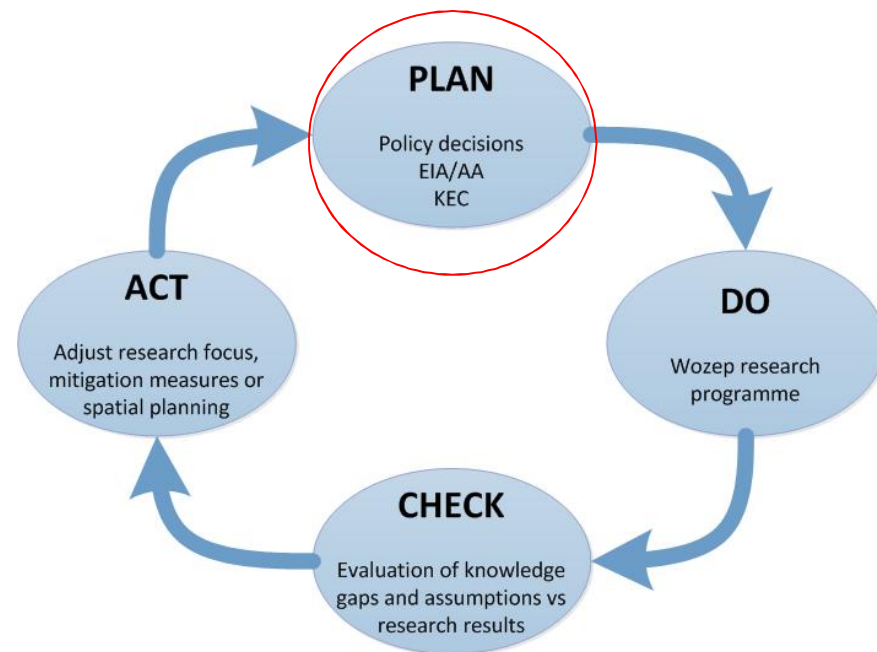 PLAN
Policy decisions
EIA/AA
KEC
DO
Wozep research
programme
CHECK
Evaluation of knowledge
gaps and assumptions vs
research results
ACT
Adjust research focus,
mitigation measures or
spatial planning